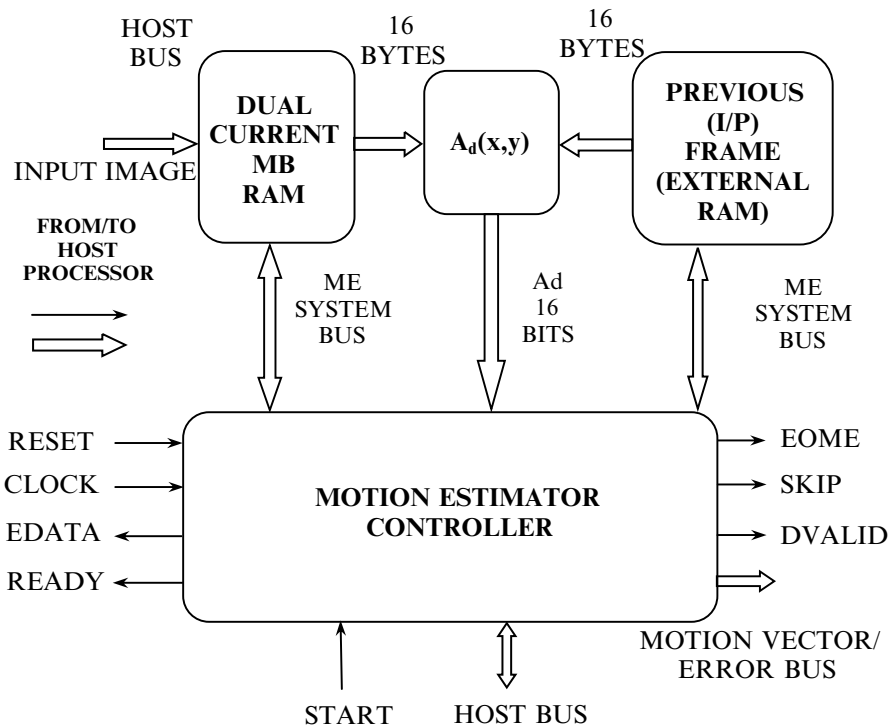 HOST
BUS
16
BYTES
16
BYTES
DUAL
CURRENT
MB
RAM
A_d(x,y)
PREVIOUS
(I/P)
FRAME
(EXTERNAL
RAM)
INPUT IMAGE
FROM/TO
HOST
PROCESSOR
ME
SYSTEM
BUS
Ad
16
BITS
ME
SYSTEM
BUS
RESET
CLOCK
EDATA
READY
MOTION ESTIMATOR
CONTROLLER
EOME
SKIP
DVALID
MOTION VECTOR/
ERROR BUS
START
HOST BUS